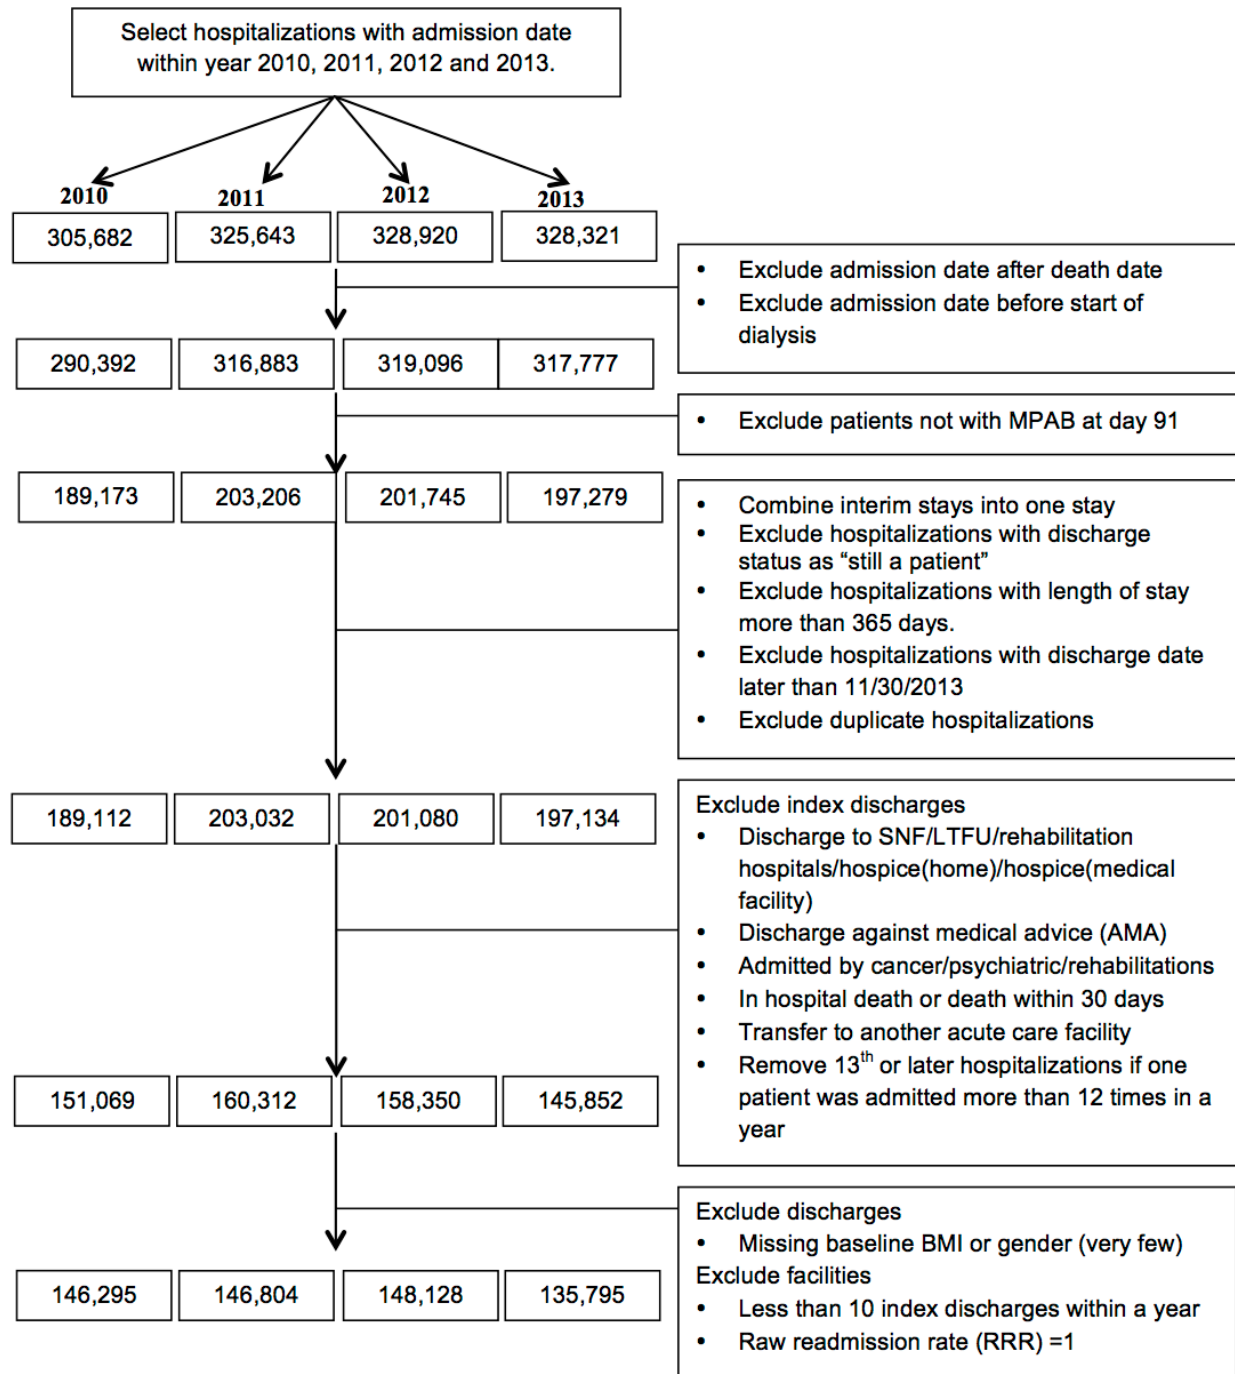 Select hospitalizations with admission date
within year 2010, 2011, 2012 and 2013.
2010 2011 2012 2013
305,682 325,643 328,920 328,321
• Exclude admission date after death date
• Exclude admission date before start of
dialysis
290,392 316,883 319,096 317,777
• Exclude patients not with MPAB at day 91
189,173 203,206 201,745 197,279
• Combine interim stays into one stay
• Exclude hospitalizations with discharge
status as “still a patient”
• Exclude hospitalizations with length of stay
more than 365 days.
• Exclude hospitalizations with discharge date
later than 11/30/2013
• Exclude duplicate hospitalizations
189,112 203,032 201,080 197,134
Exclude index discharges
• Discharge to SNF/LTFU/rehabilitation
hospitals/hospice(home)/hospice(medical
facility)
• Discharge against medical advice (AMA)
• Admitted by cancer/psychiatric/rehabilitations
• In hospital death or death within 30 days
• Transfer to another acute care facility
• Remove 13th or later hospitalizations if one
patient was admitted more than 12 times in a
year
151,069 160,312 158,350 145,852
Exclude discharges
• Missing baseline BMI or gender (very few)
Exclude facilities
• Less than 10 index discharges within a year
• Raw readmission rate (RRR) =1
146,295 146,804 148,128 135,795